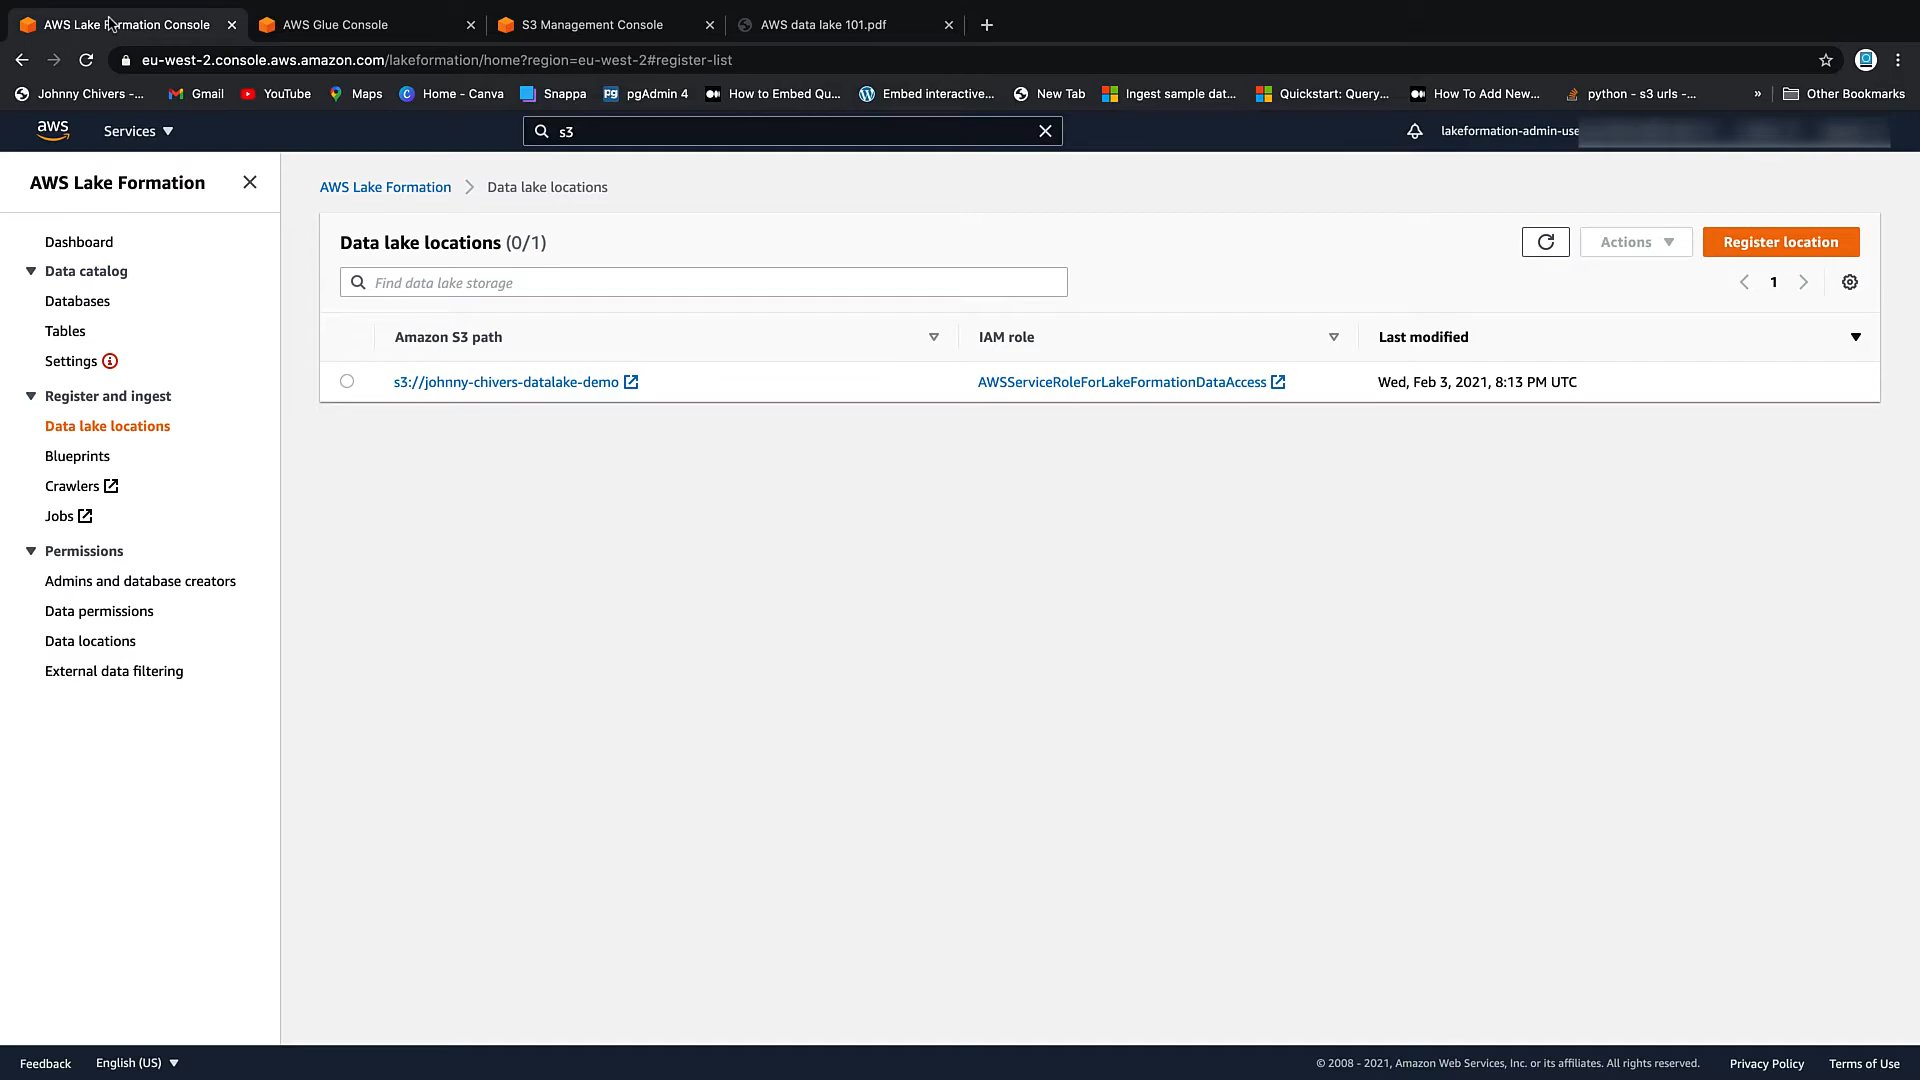 AWS Lake Formation Console
AWS Glue Console
S3 Management Console
AWS data lake 101.pdf
eu-west-2.console.aws.amazon.com/lakeformation/home?region=eu-west-2#register-list
Johnny Chivers -...
Gmail
YouTube
Maps
Home - Canva
Snappa
pgAdmin 4
How to Embed Qu...
Embed interactive...
New Tab
Ingest sample dat...
Quickstart: Query...
How To Add New...
python - s3 urls -...
»
Other Bookmarks
aws
Services
s3
lakeformation-admin-use
AWS Lake Formation
Dashboard
Data catalog
Databases
Tables
Settings
Register and ingest
Data lake locations
Blueprints
Crawlers
Jobs
Permissions
Admins and database creators
Data permissions
Data locations
External data filtering
AWS Lake Formation
Data lake locations
Data lake locations (0/1)
Actions
Register location
Find data lake storage
1
Amazon S3 path
IAM role
Last modified
s3://johnny-chivers-datalake-demo
AWSServiceRoleForLakeFormationDataAccess
Wed, Feb 3, 2021, 8:13 PM UTC
Feedback
English (US)
© 2008 - 2021, Amazon Web Services, Inc. or its affiliates. All rights reserved.
Privacy Policy
Terms of Use